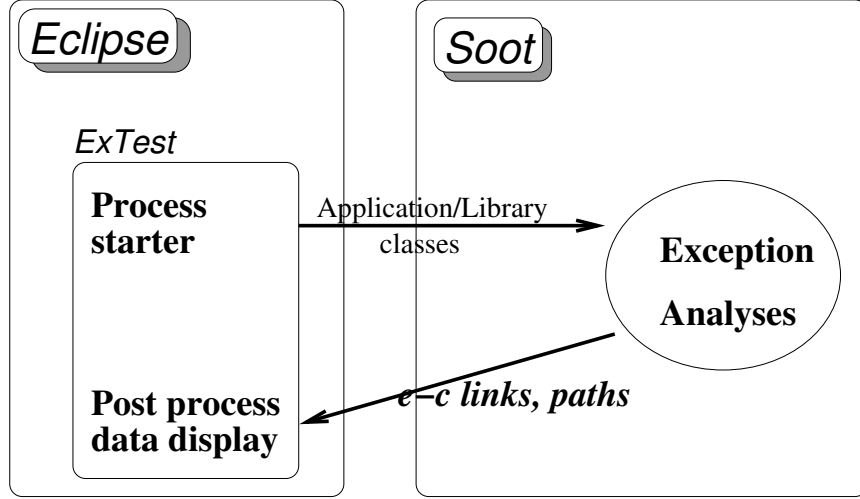 Eclipse
Soot
ExTest
Process
starter
Application/Library
classes
Exception
Analyses
e–c links, paths
Post process
data display